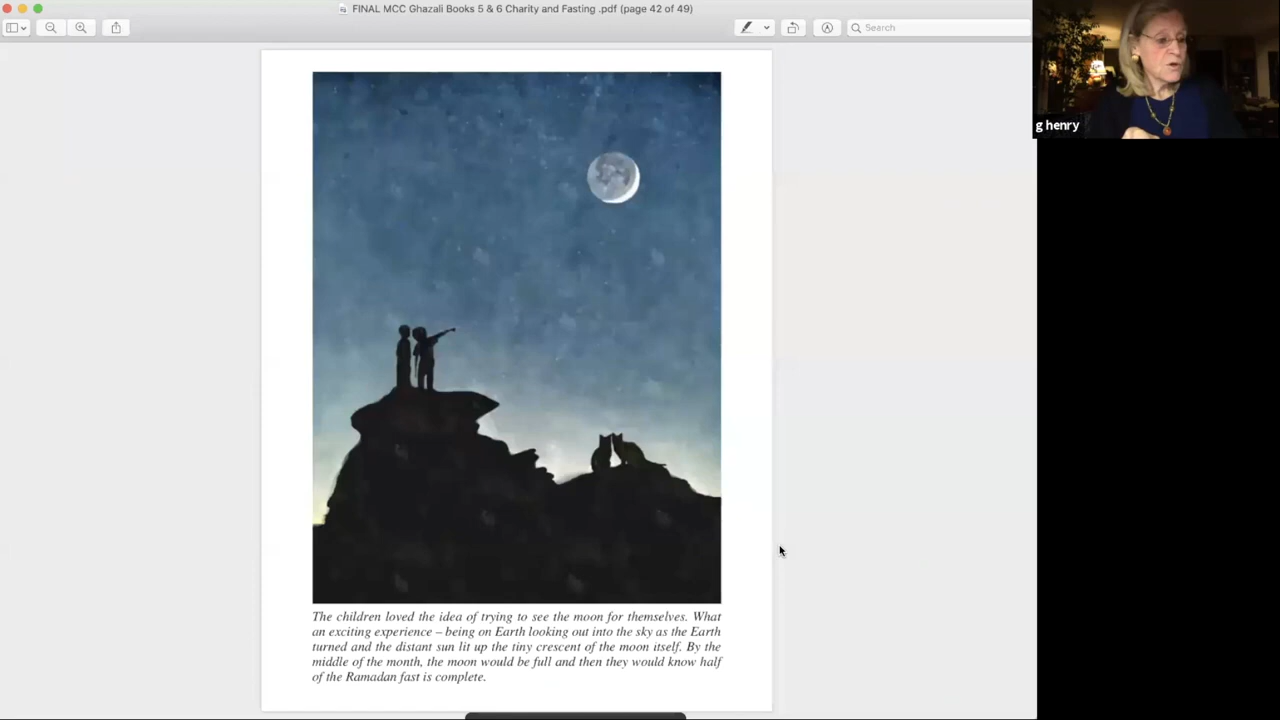 FINAL MCC Ghazali Books 5 & 6 Charity and Fasting .pdf (page 42 of 49)
Search
g henry
The children loved the idea of trying to see the moon for themselves. What
an exciting experience – being on Earth looking out into the sky as the Earth
turned and the distant sun lit up the tiny crescent of the moon itself. By the
middle of the month, the moon would be full and then they would know half
of the Ramadan fast is complete.